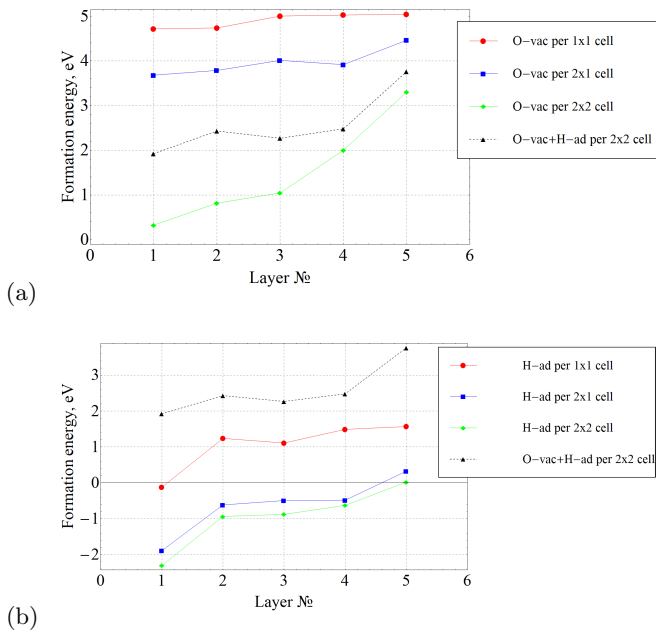 5
4
3
2
1
0
Formation energy, eV
0 1 2 3 4 5 6
Layer №
O−vac per 1x1 cell
O−vac per 2x1 cell
O−vac per 2x2 cell
O−vac+H−ad per 2x2 cell
(a)
3
2
1
0
−1
−2
Formation energy, eV
0 1 2 3 4 5 6
Layer №
H−ad per 1x1 cell
H−ad per 2x1 cell
H−ad per 2x2 cell
O−vac+H−ad per 2x2 cell
(b)